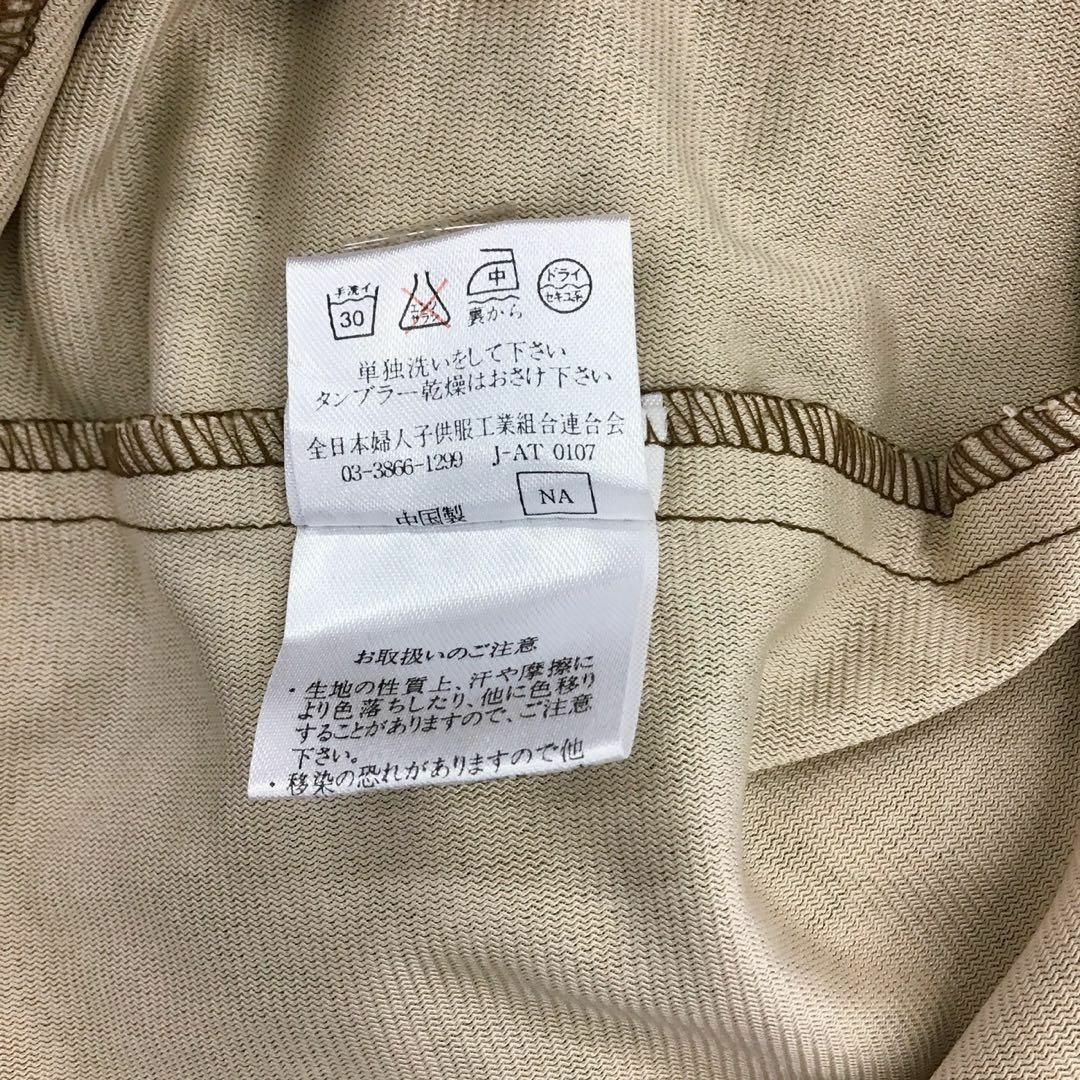 手洗イ
30
エンソ
サラシ
中
裏から
ドライ
セキユ系
単独洗いをして下さい
タンブラー乾燥はおさけ下さい
全日本婦人子供服工業組合連合会
03-3866-1299 J-AT 0107
中国製 NA
お取扱いのご注意
・生地の性質上、汗や摩擦に
より色落ちしたり、他に色移り
することがありますので、ご注意
下さい。
・移染の恐れがありますので他